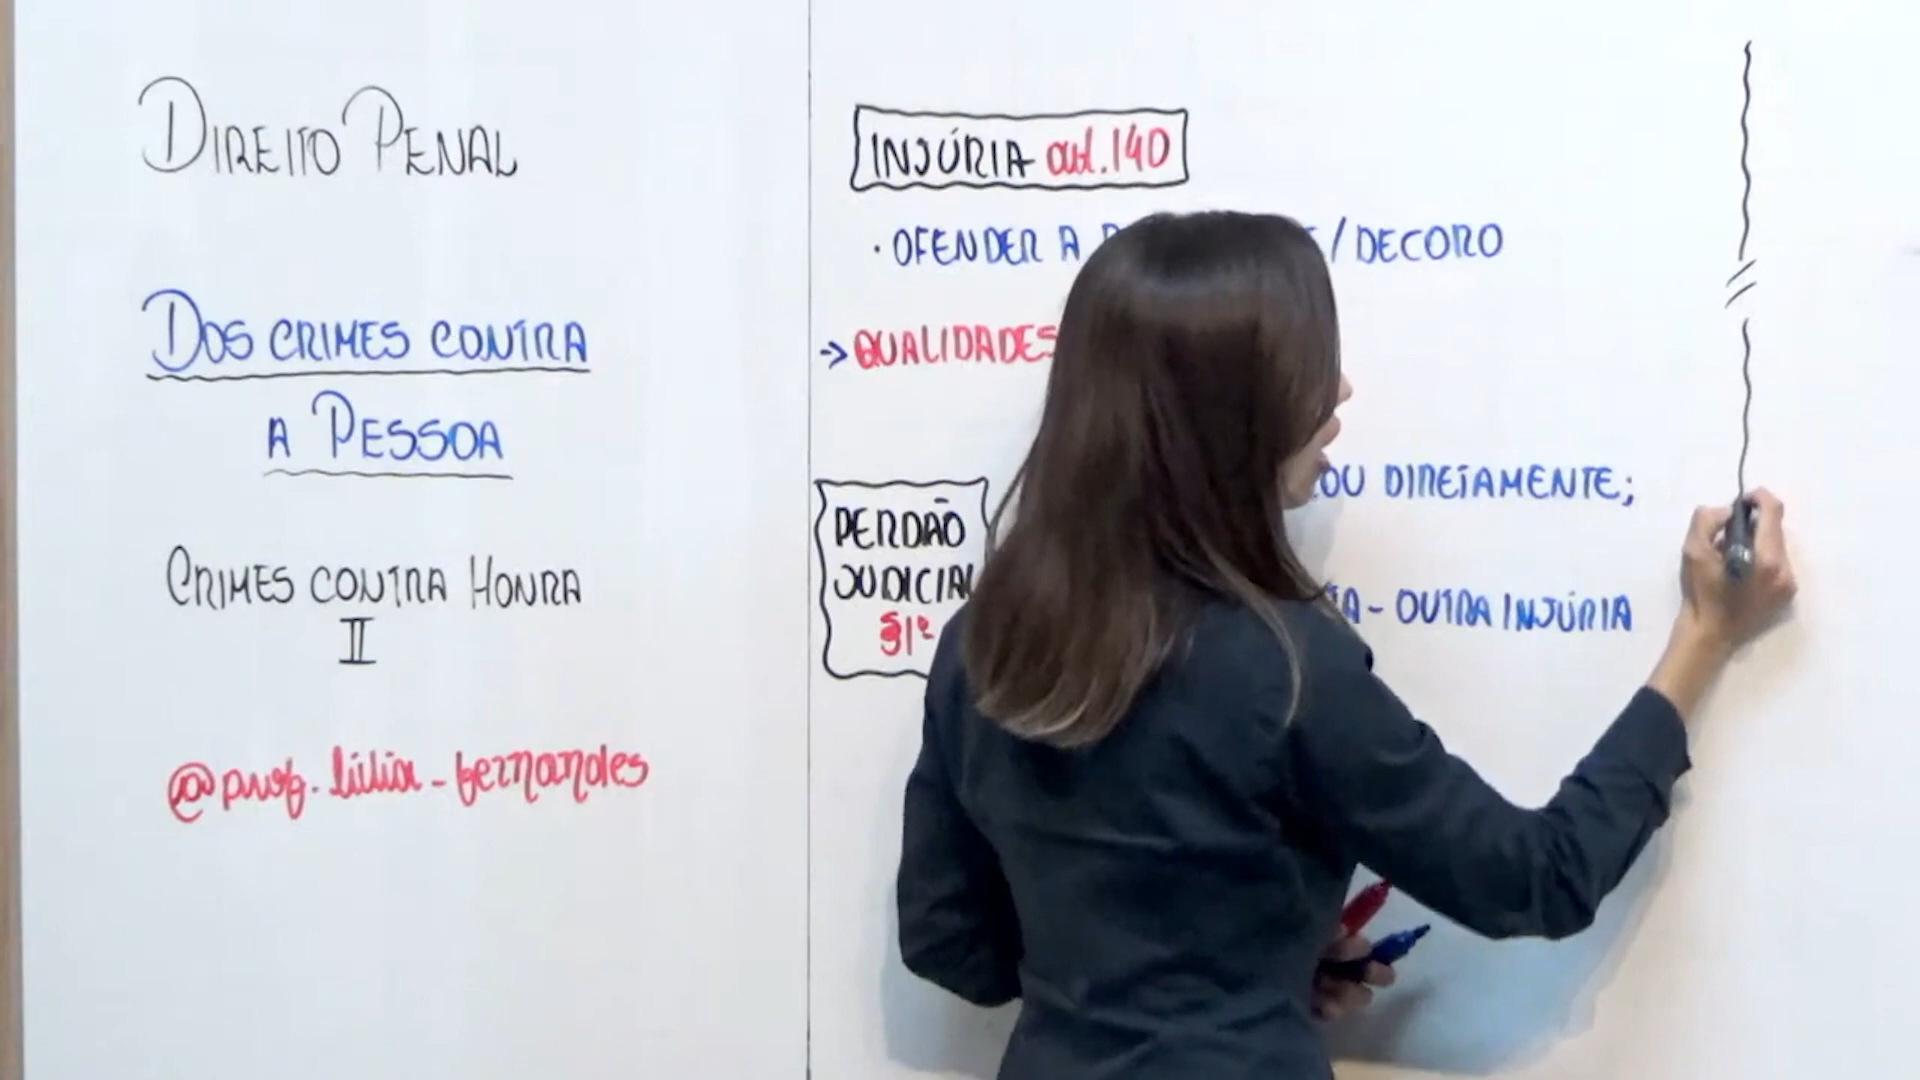 DIREITO PENAL
DOS CRIMES CONTRA
A PESSOA
CRIMES CONTRA HONRA
II
@prof.lilia_fernandes
INJÚRIA art.140
• OFENDER A /DECORO
-> QUALIDADES
PERDÃO
JUDICIAL
§1º
OU DIRETAMENTE;
- OUTRA INJÚRIA